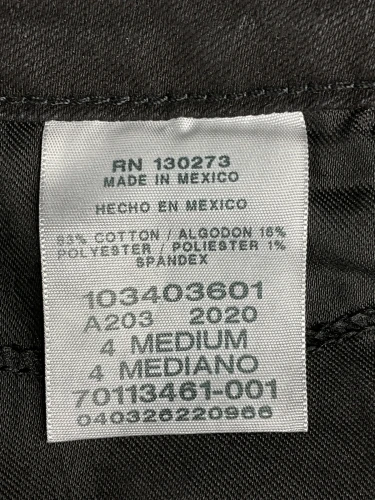 RN 130273
MADE IN MEXICO
HECHO EN MEXICO
83% COTTON / ALGODON 16%
POLYESTER / POLIESTER 1%
SPANDEX
103403601
A203 2020
4 MEDIUM
4 MEDIANO
70113461-001
040326220966